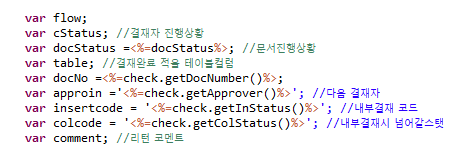 var flow;
var cStatus; //결재자 진행상황
var docStatus =<%=docStatus%>; //문서진행상황
var table; //결재완료 적을 테이블컬럼
var docNo =<%=check.getDocNumber()%>;
var approin ='<%=check.getApprover()%>'; //다음 결재자
var insertcode = '<%=check.getInStatus()%>'; //내부결재 코드
var colcode = '<%=check.getColStatus()%>'; //내부결재시 넘어갈스탯
var comment; //리턴 코멘트